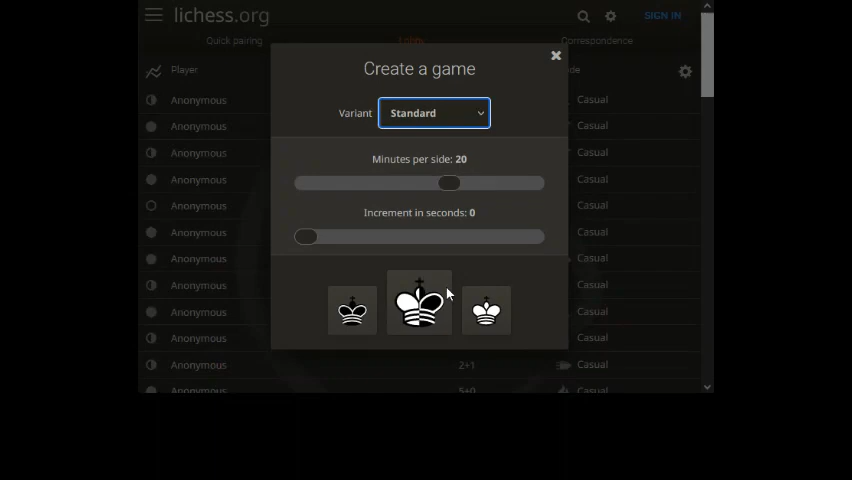 lichess.org
SIGN IN
Quick pairing
Lobby
Correspondence
Player
Create a game
Variant
Standard
Minutes per side: 20
Increment in seconds: 0
Anonymous Casual
Anonymous Casual
Anonymous Casual
Anonymous Casual
Anonymous Casual
Anonymous Casual
Anonymous Casual
Anonymous Casual
Anonymous Casual
Anonymous Casual
Anonymous 2+1 Casual
Anonymous 5+0 Casual